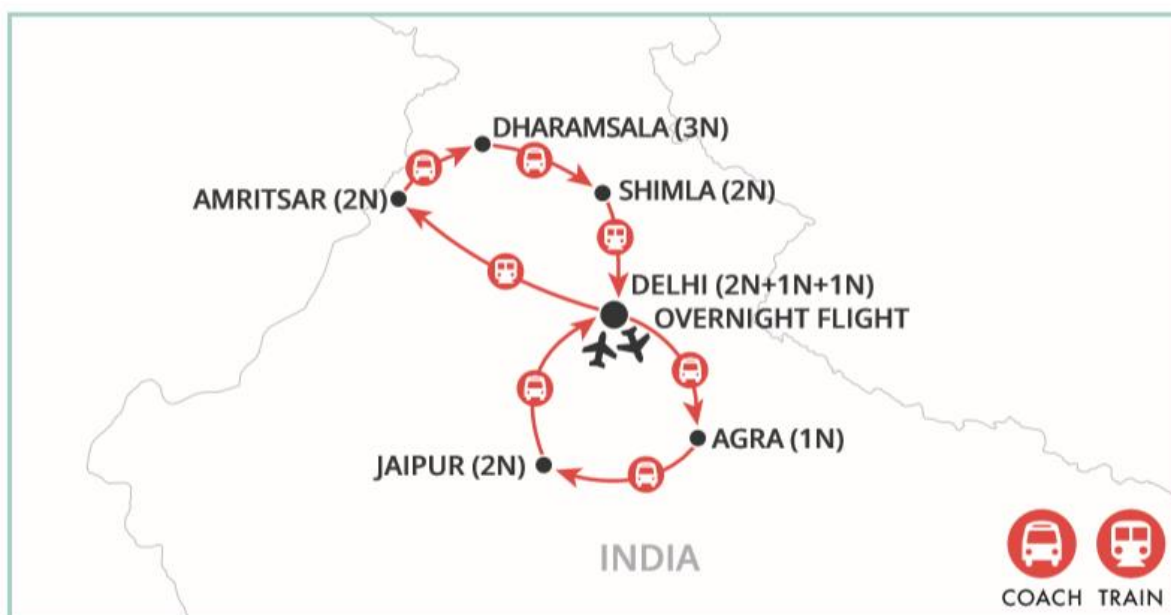 DHARAMSALA (3N)
AMRITSAR (2N)
SHIMLA (2N)
DELHI (2N+1N+1N)
OVERNIGHT FLIGHT
AGRA (1N)
JAIPUR (2N)
INDIA
COACH TRAIN